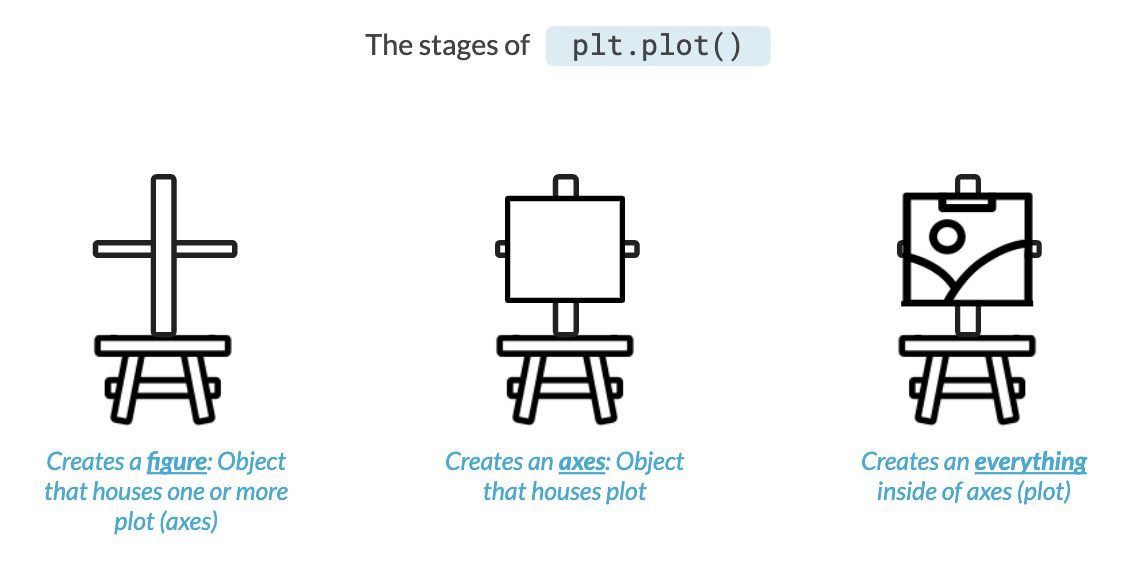 The stages of plt.plot()
Creates a figure: Object
that houses one or more
plot (axes)
Creates an axes: Object
that houses plot
Creates an everything
inside of axes (plot)